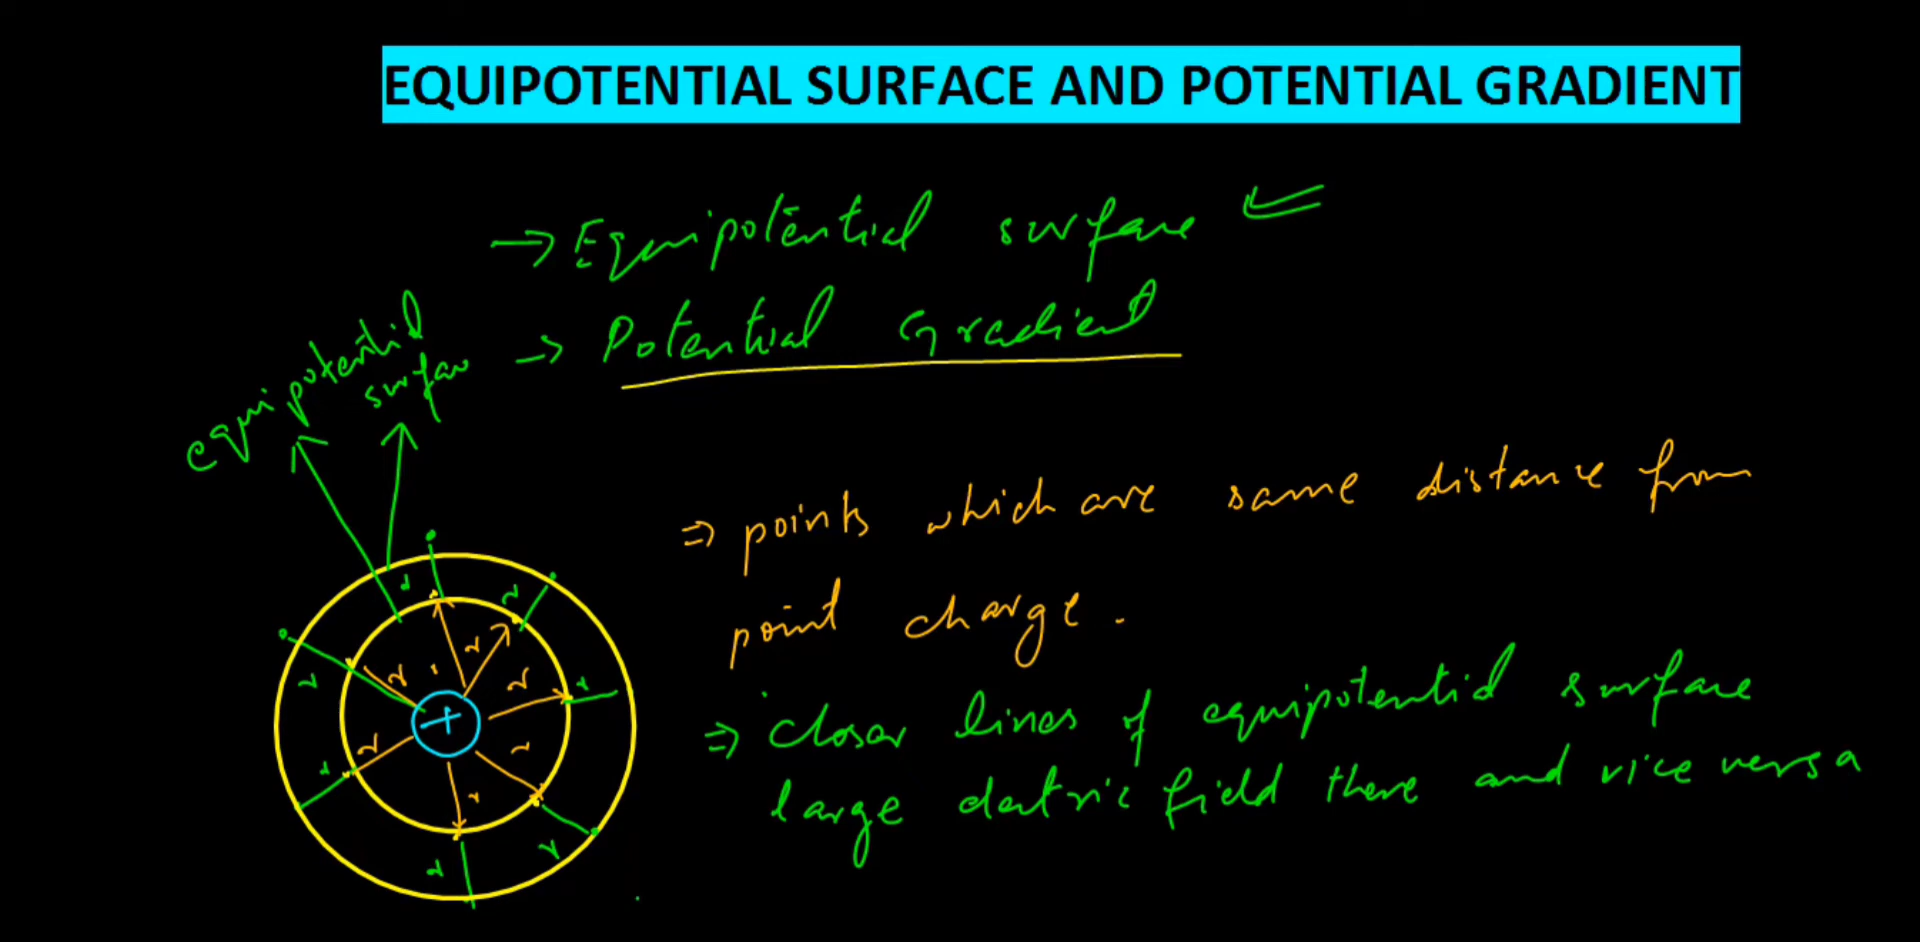 EQUIPOTENTIAL SURFACE AND POTENTIAL GRADIENT
→ Equipotential surface
→ Potential Gradient
equipotential
surface
⇒ points which are same distance from
point charge.
⇒ closer lines of equipotential surface
large electric field there and vice versa
r r
r r r
r r r
+
r r r
r
r r